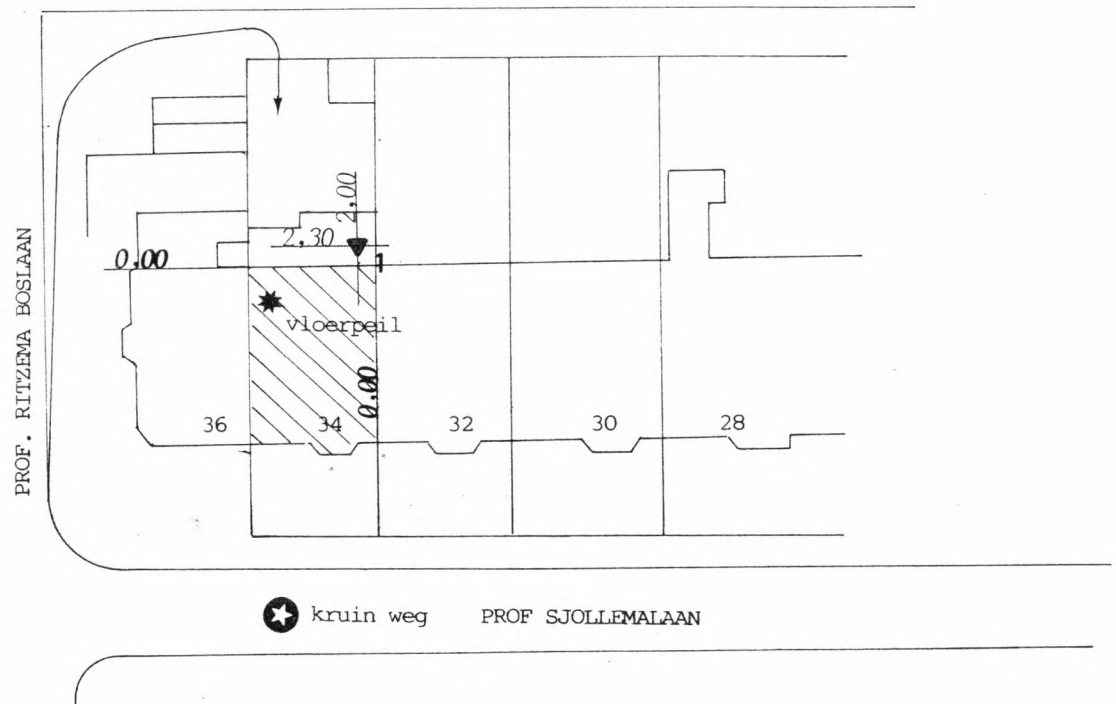 PROF. RITZEMA BOSLAAN
2,00
2,30
0.00
1
vloerpeil
0.00
36 34 32 30 28
kruin weg PROF SJOLLEMALAAN